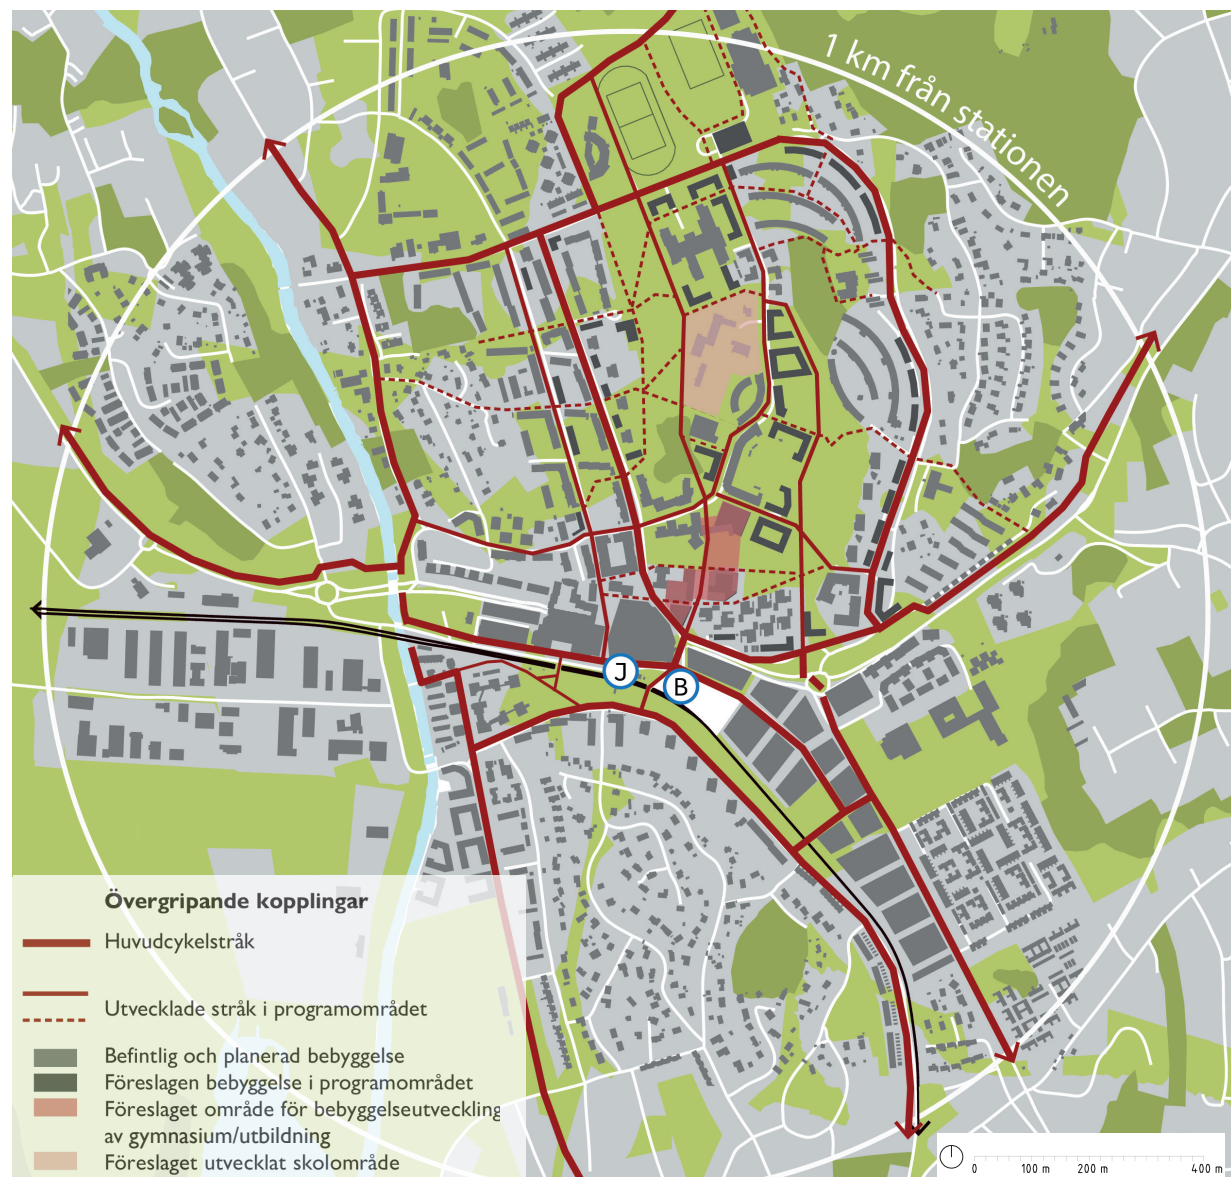 1 km från stationen
J
B
Övergripande kopplingar
Huvudcykelstråk
Utvecklade stråk i programområdet
Befintlig och planerad bebyggelse
Föreslagen bebyggelse i programområdet
Föreslaget område för bebyggelseutveckling
av gymnasium/utbildning
Föreslaget utvecklat skolområde
0 100 m 200 m 400 m